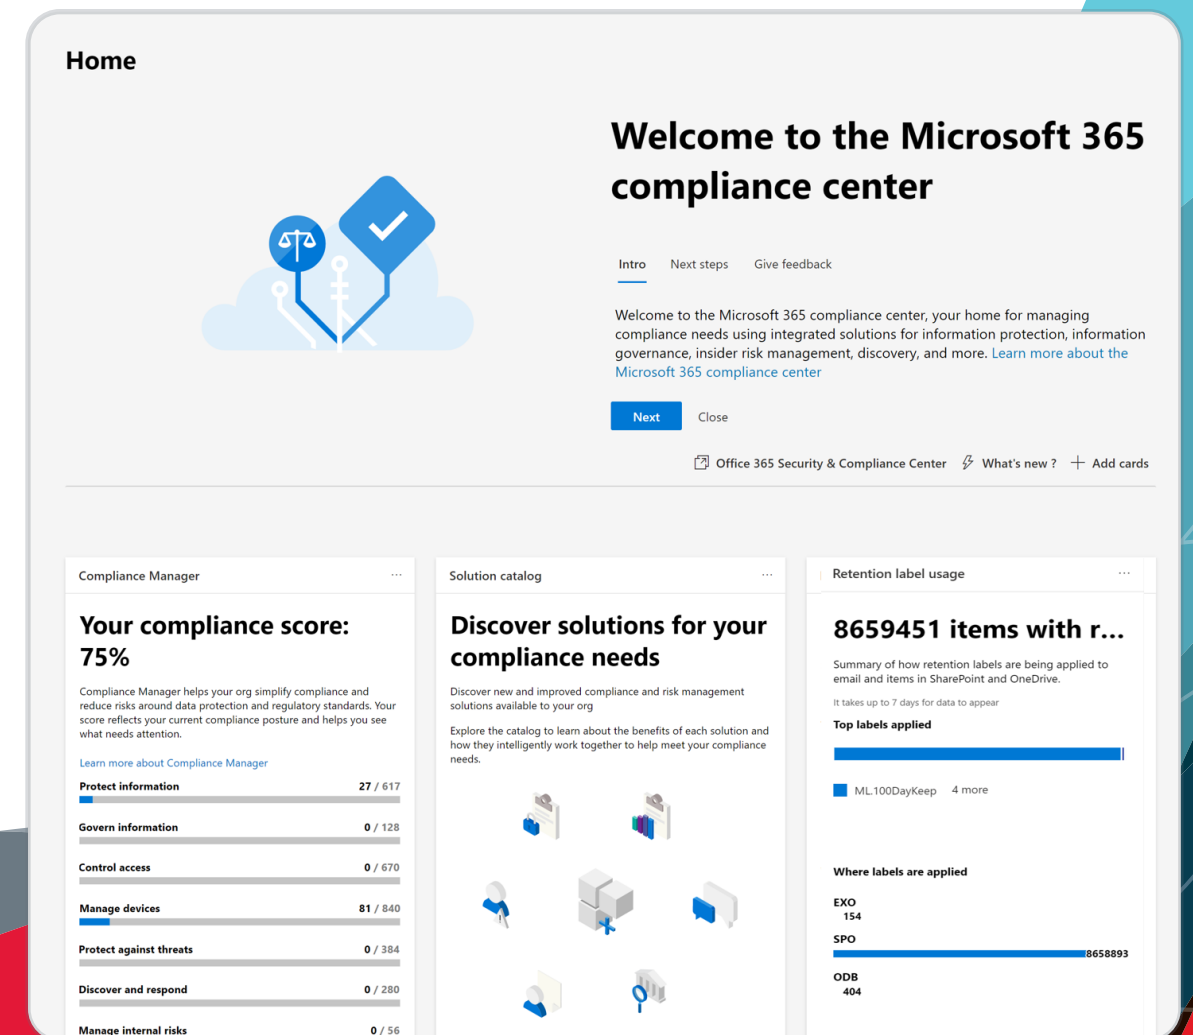 Home
Welcome to the Microsoft 365
compliance center
Intro Next steps Give feedback
Welcome to the Microsoft 365 compliance center, your home for managing
compliance needs using integrated solutions for information protection, information
governance, insider risk management, discovery, and more. Learn more about the
Microsoft 365 compliance center
Next Close
Office 365 Security & Compliance Center What's new ? Add cards
Compliance Manager ...
Your compliance score:
75%
Compliance Manager helps your org simplify compliance and
reduce risks around data protection and regulatory standards. Your
score reflects your current compliance posture and helps you see
what needs attention.
Learn more about Compliance Manager
Protect information 27 / 617
Govern information 0 / 128
Control access 0 / 670
Manage devices 81 / 840
Protect against threats 0 / 384
Discover and respond 0 / 280
Manage internal risks 0 / 56
Solution catalog ...
Discover solutions for your
compliance needs
Discover new and improved compliance and risk management
solutions available to your org
Explore the catalog to learn about the benefits of each solution and
how they intelligently work together to help meet your compliance
needs.
Retention label usage ...
8659451 items with r...
Summary of how retention labels are being applied to
email and items in SharePoint and OneDrive.
It takes up to 7 days for data to appear
Top labels applied
ML.100DayKeep 4 more
Where labels are applied
EXO
154
SPO
8658893
ODB
404